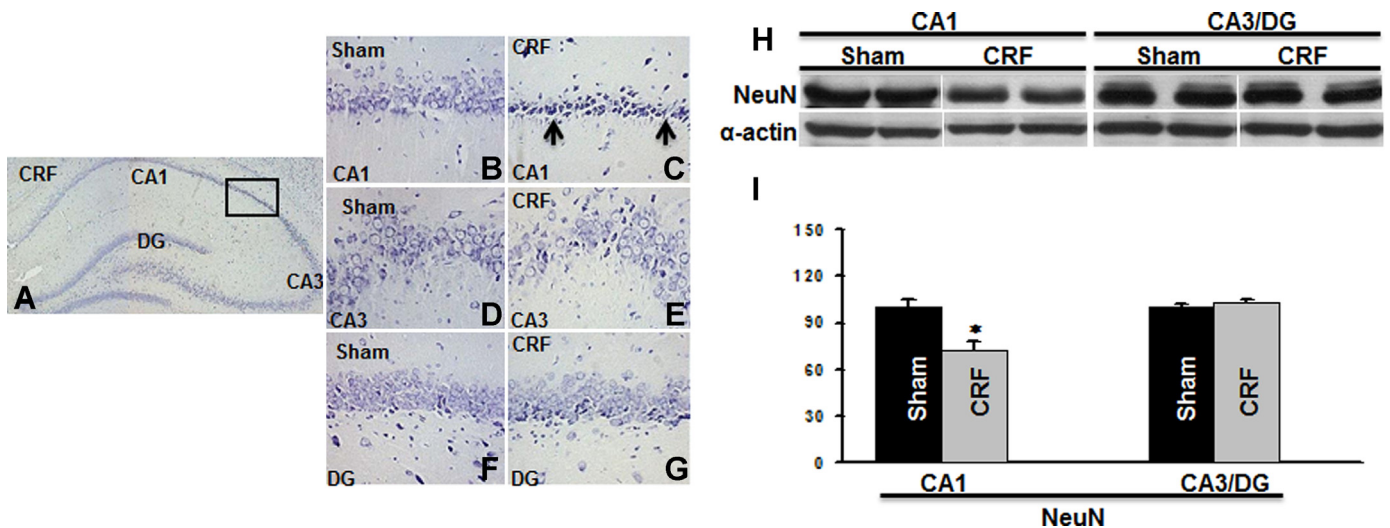 CRF
CA1
DG
CA3
A
Sham
CA1
B
CRF
CA1
C
Sham
CA3
D
CRF
CA3
E
Sham
DG
F
CRF
DG
G
H
CA1
CA3/DG
Sham
CRF
Sham
CRF
NeuN
α-actin
I
150
120
90
60
30
0
*
Sham
CRF
Sham
CRF
CA1
CA3/DG
NeuN